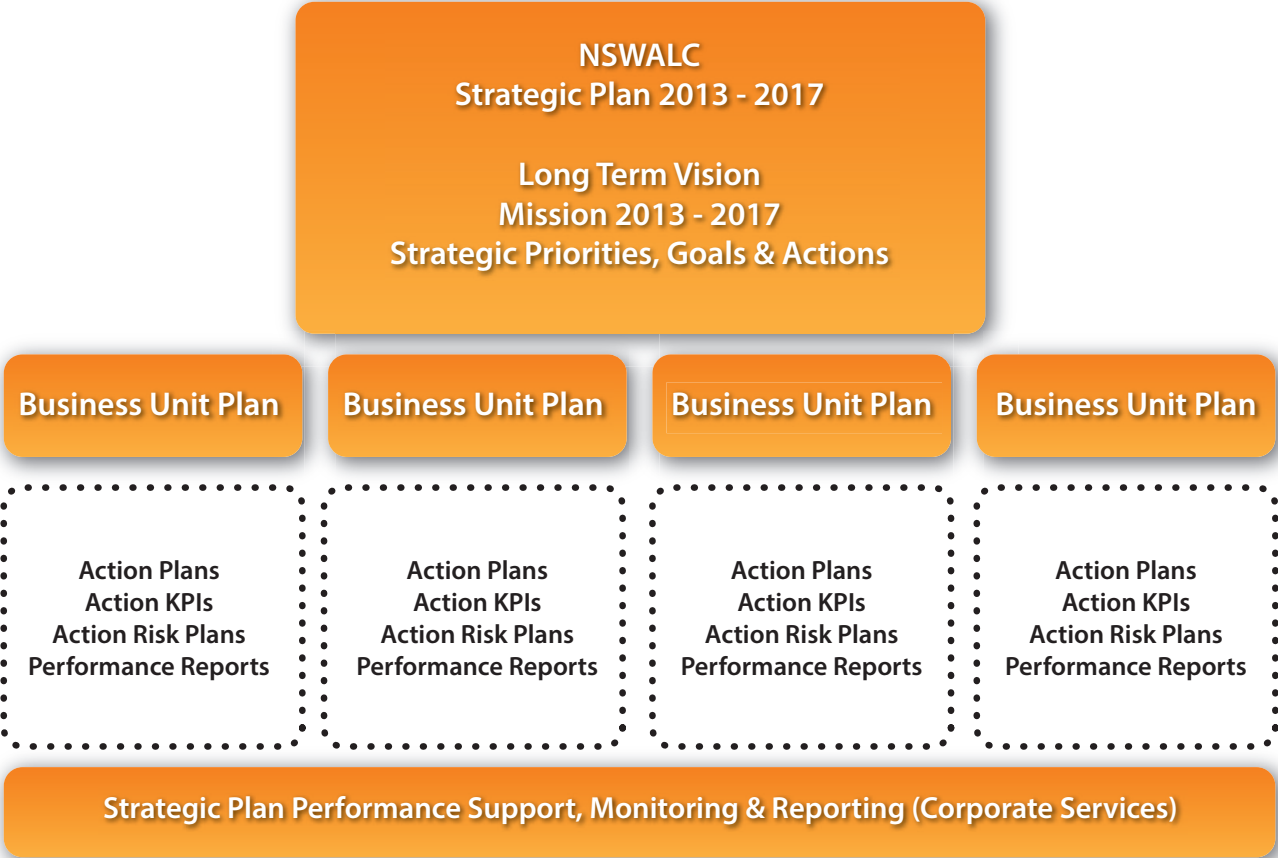 NSWALC
Strategic Plan 2013 - 2017
Long Term Vision
Mission 2013 - 2017
Strategic Priorities, Goals & Actions
Business Unit Plan
Business Unit Plan
Business Unit Plan
Business Unit Plan
Action Plans
Action KPIs
Action Risk Plans
Performance Reports
Action Plans
Action KPIs
Action Risk Plans
Performance Reports
Action Plans
Action KPIs
Action Risk Plans
Performance Reports
Action Plans
Action KPIs
Action Risk Plans
Performance Reports
Strategic Plan Performance Support, Monitoring & Reporting (Corporate Services)